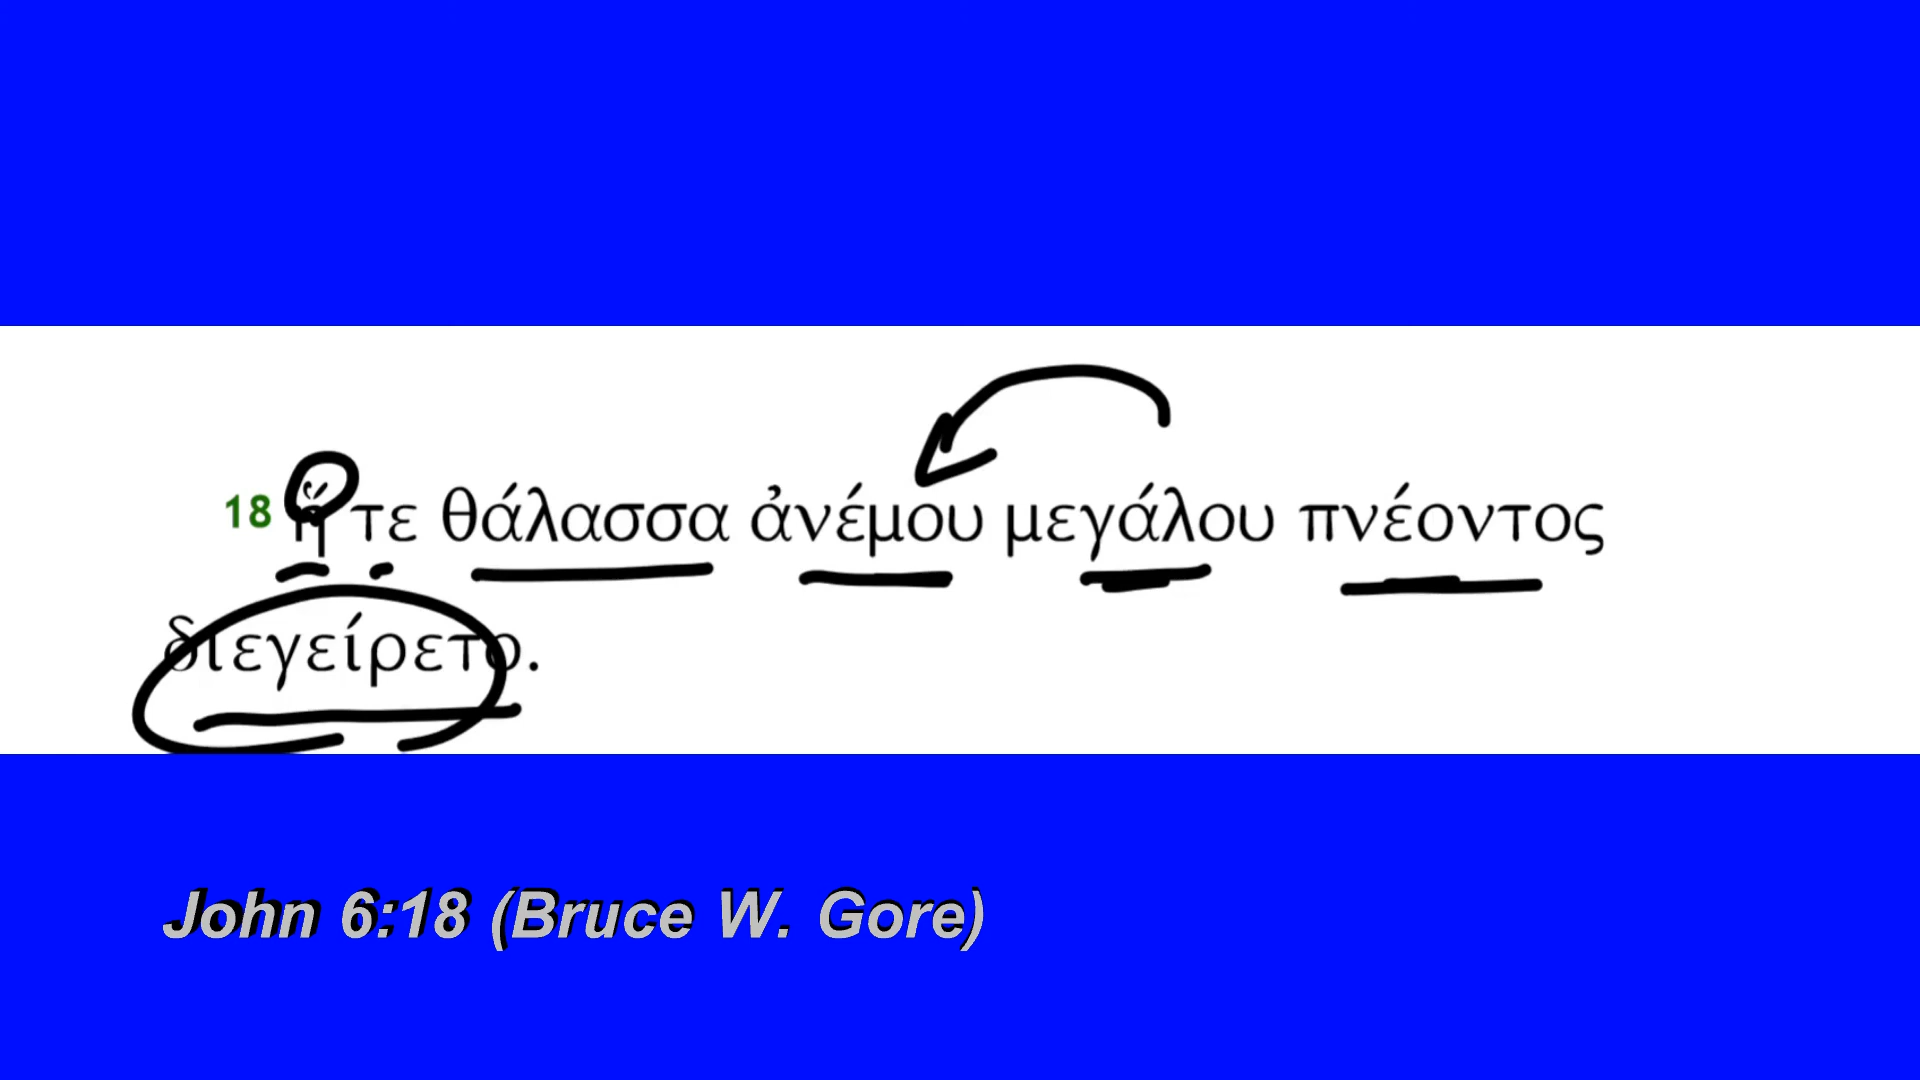 18 ἥ τε θάλασσα ἀνέμου μεγάλου πνέοντος
διεγείρετο.
John 6:18 (Bruce W. Gore)